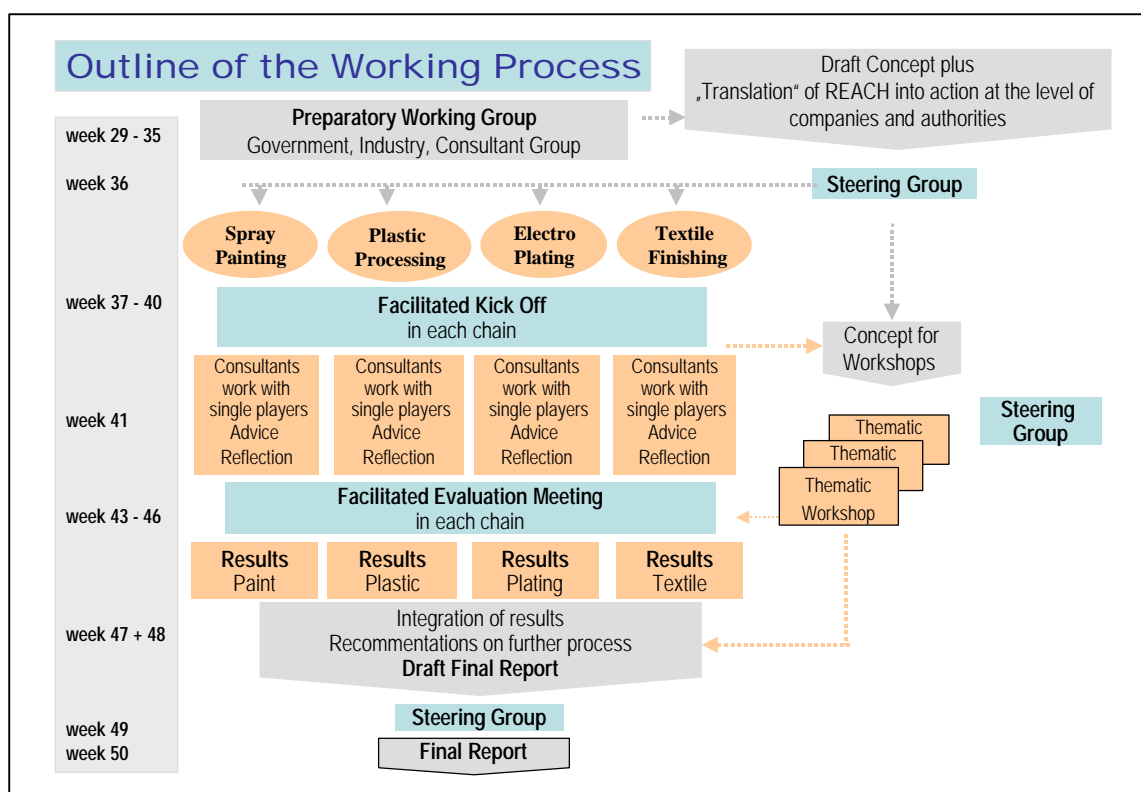 Outline of the Working Process
Draft Concept plus
„Translation“ of REACH into action at the level of
companies and authorities
week 29 - 35
Preparatory Working Group
Government, Industry, Consultant Group
week 36
Steering Group
Spray
Painting
Plastic
Processing
Electro
Plating
Textile
Finishing
week 37 - 40
Facilitated Kick Off
in each chain
Concept for
Workshops
Consultants
work with
single players
Advice
Reflection
Consultants
work with
single players
Advice
Reflection
Consultants
work with
single players
Advice
Reflection
Consultants
work with
single players
Advice
Reflection
week 41
Steering
Group
Thematic
Thematic
Thematic
Workshop
week 43 - 46
Facilitated Evaluation Meeting
in each chain
Results
Paint
Results
Plastic
Results
Plating
Results
Textile
week 47 + 48
Integration of results
Recommentations on further process
Draft Final Report
week 49
Steering Group
week 50
Final Report